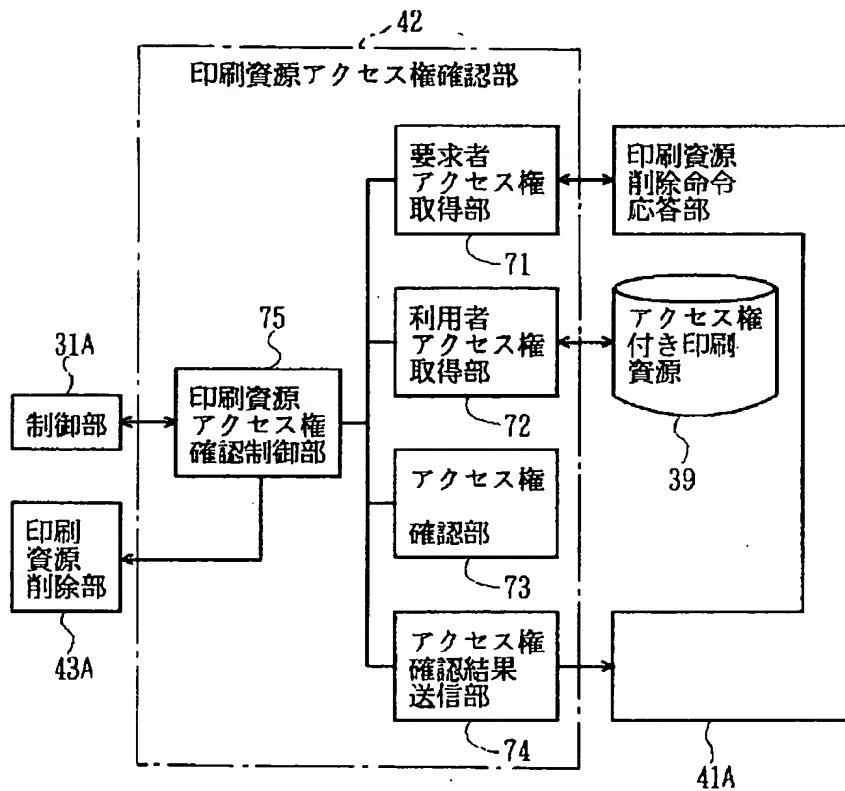 42
印刷資源アクセス権確認部
要求者
アクセス権
取得部
71
印刷資源
削除命令
応答部
利用者
アクセス権
取得部
72
アクセス権
付き印刷
資源
39
75
印刷資源
アクセス権
確認制御部
31A
制御部
アクセス権
確認部
73
印刷
資源
削除部
43A
アクセス権
確認結果
送信部
74
41A